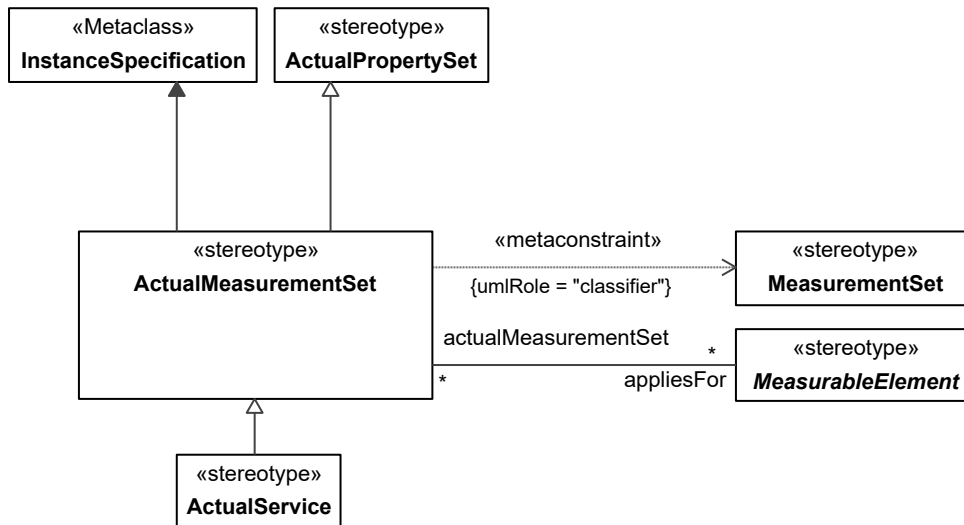 «Metaclass»
InstanceSpecification
«stereotype»
ActualPropertySet
«stereotype»
ActualMeasurementSet
«metaconstraint»
{umlRole = "classifier"}
«stereotype»
MeasurementSet
actualMeasurementSet
*
*
appliesFor
«stereotype»
MeasurableElement
«stereotype»
ActualService